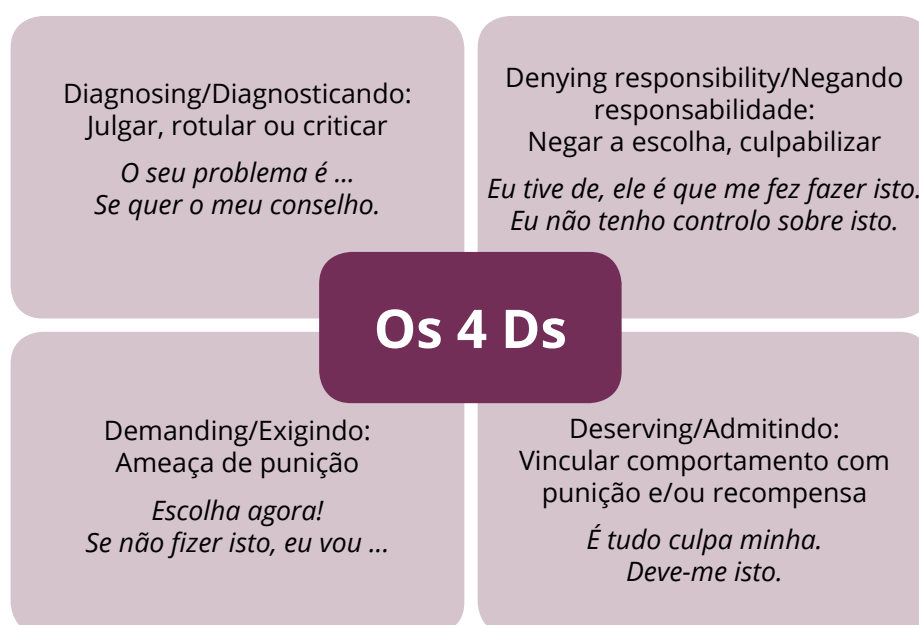 Diagnosing/Diagnosticando:
Julgar, rotular ou criticar
O seu problema é ...
Se quer o meu conselho.
Denying responsibility/Negando
responsabilidade:
Negar a escolha, culpabilizar
Eu tive de, ele é que me fez fazer isto.
Eu não tenho controlo sobre isto.
Os 4 Ds
Demanding/Exigindo:
Ameaça de punição
Escolha agora!
Se não fizer isto, eu vou ...
Deserving/Admitindo:
Vincular comportamento com
punição e/ou recompensa
É tudo culpa minha.
Deve-me isto.